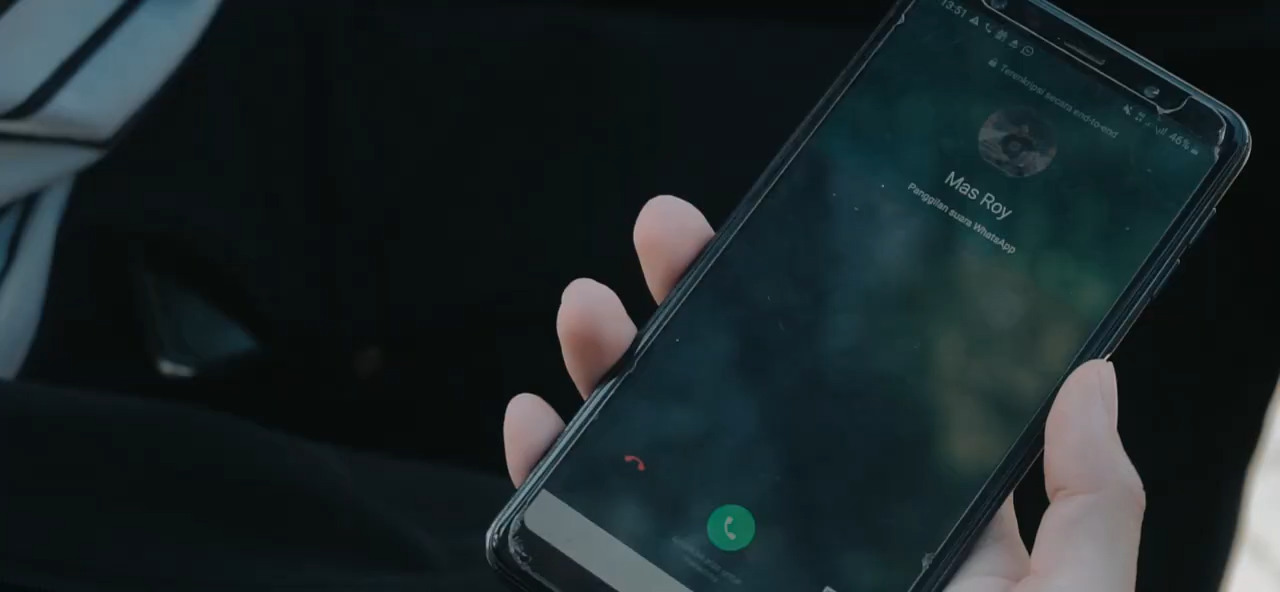 13:51
46%
Terenkripsi secara end-to-end
Mas Roy
Panggilan suara WhatsApp